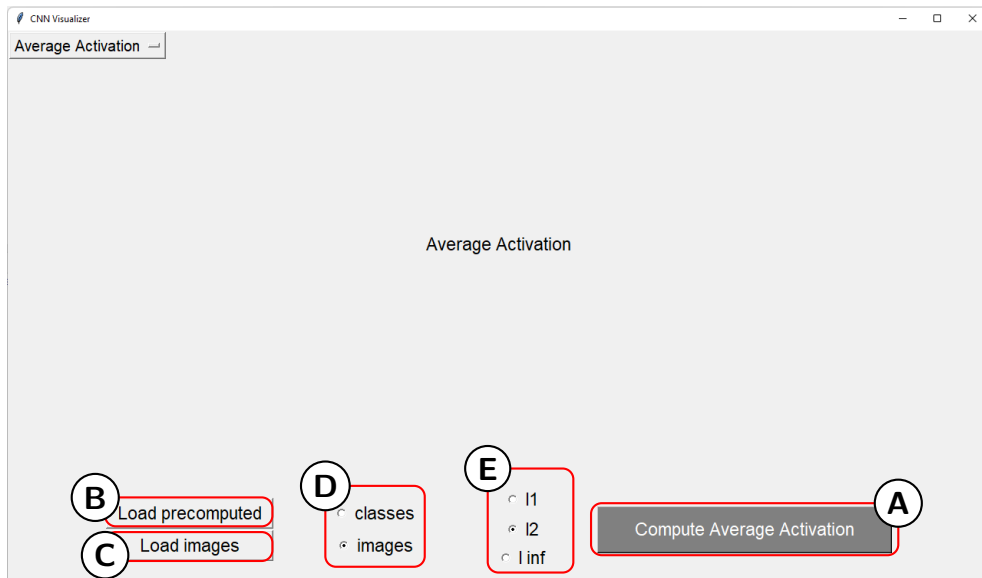 CNN Visualizer
Average Activation
Average Activation
E
D
l1
A
B
classes
Load precomputed
l2
Compute Average Activation
C
Load images
images
l inf